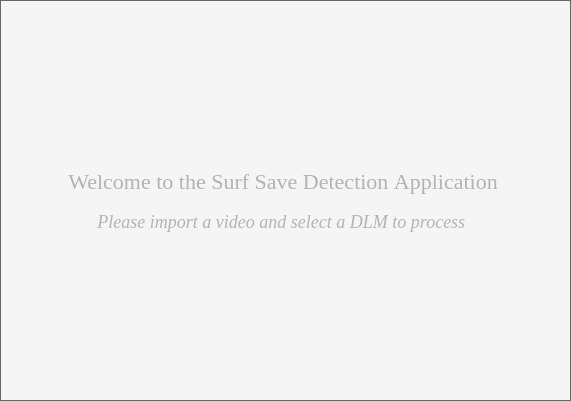 Welcome to the Surf Save Detection Application
Please import a video and select a DLM to process